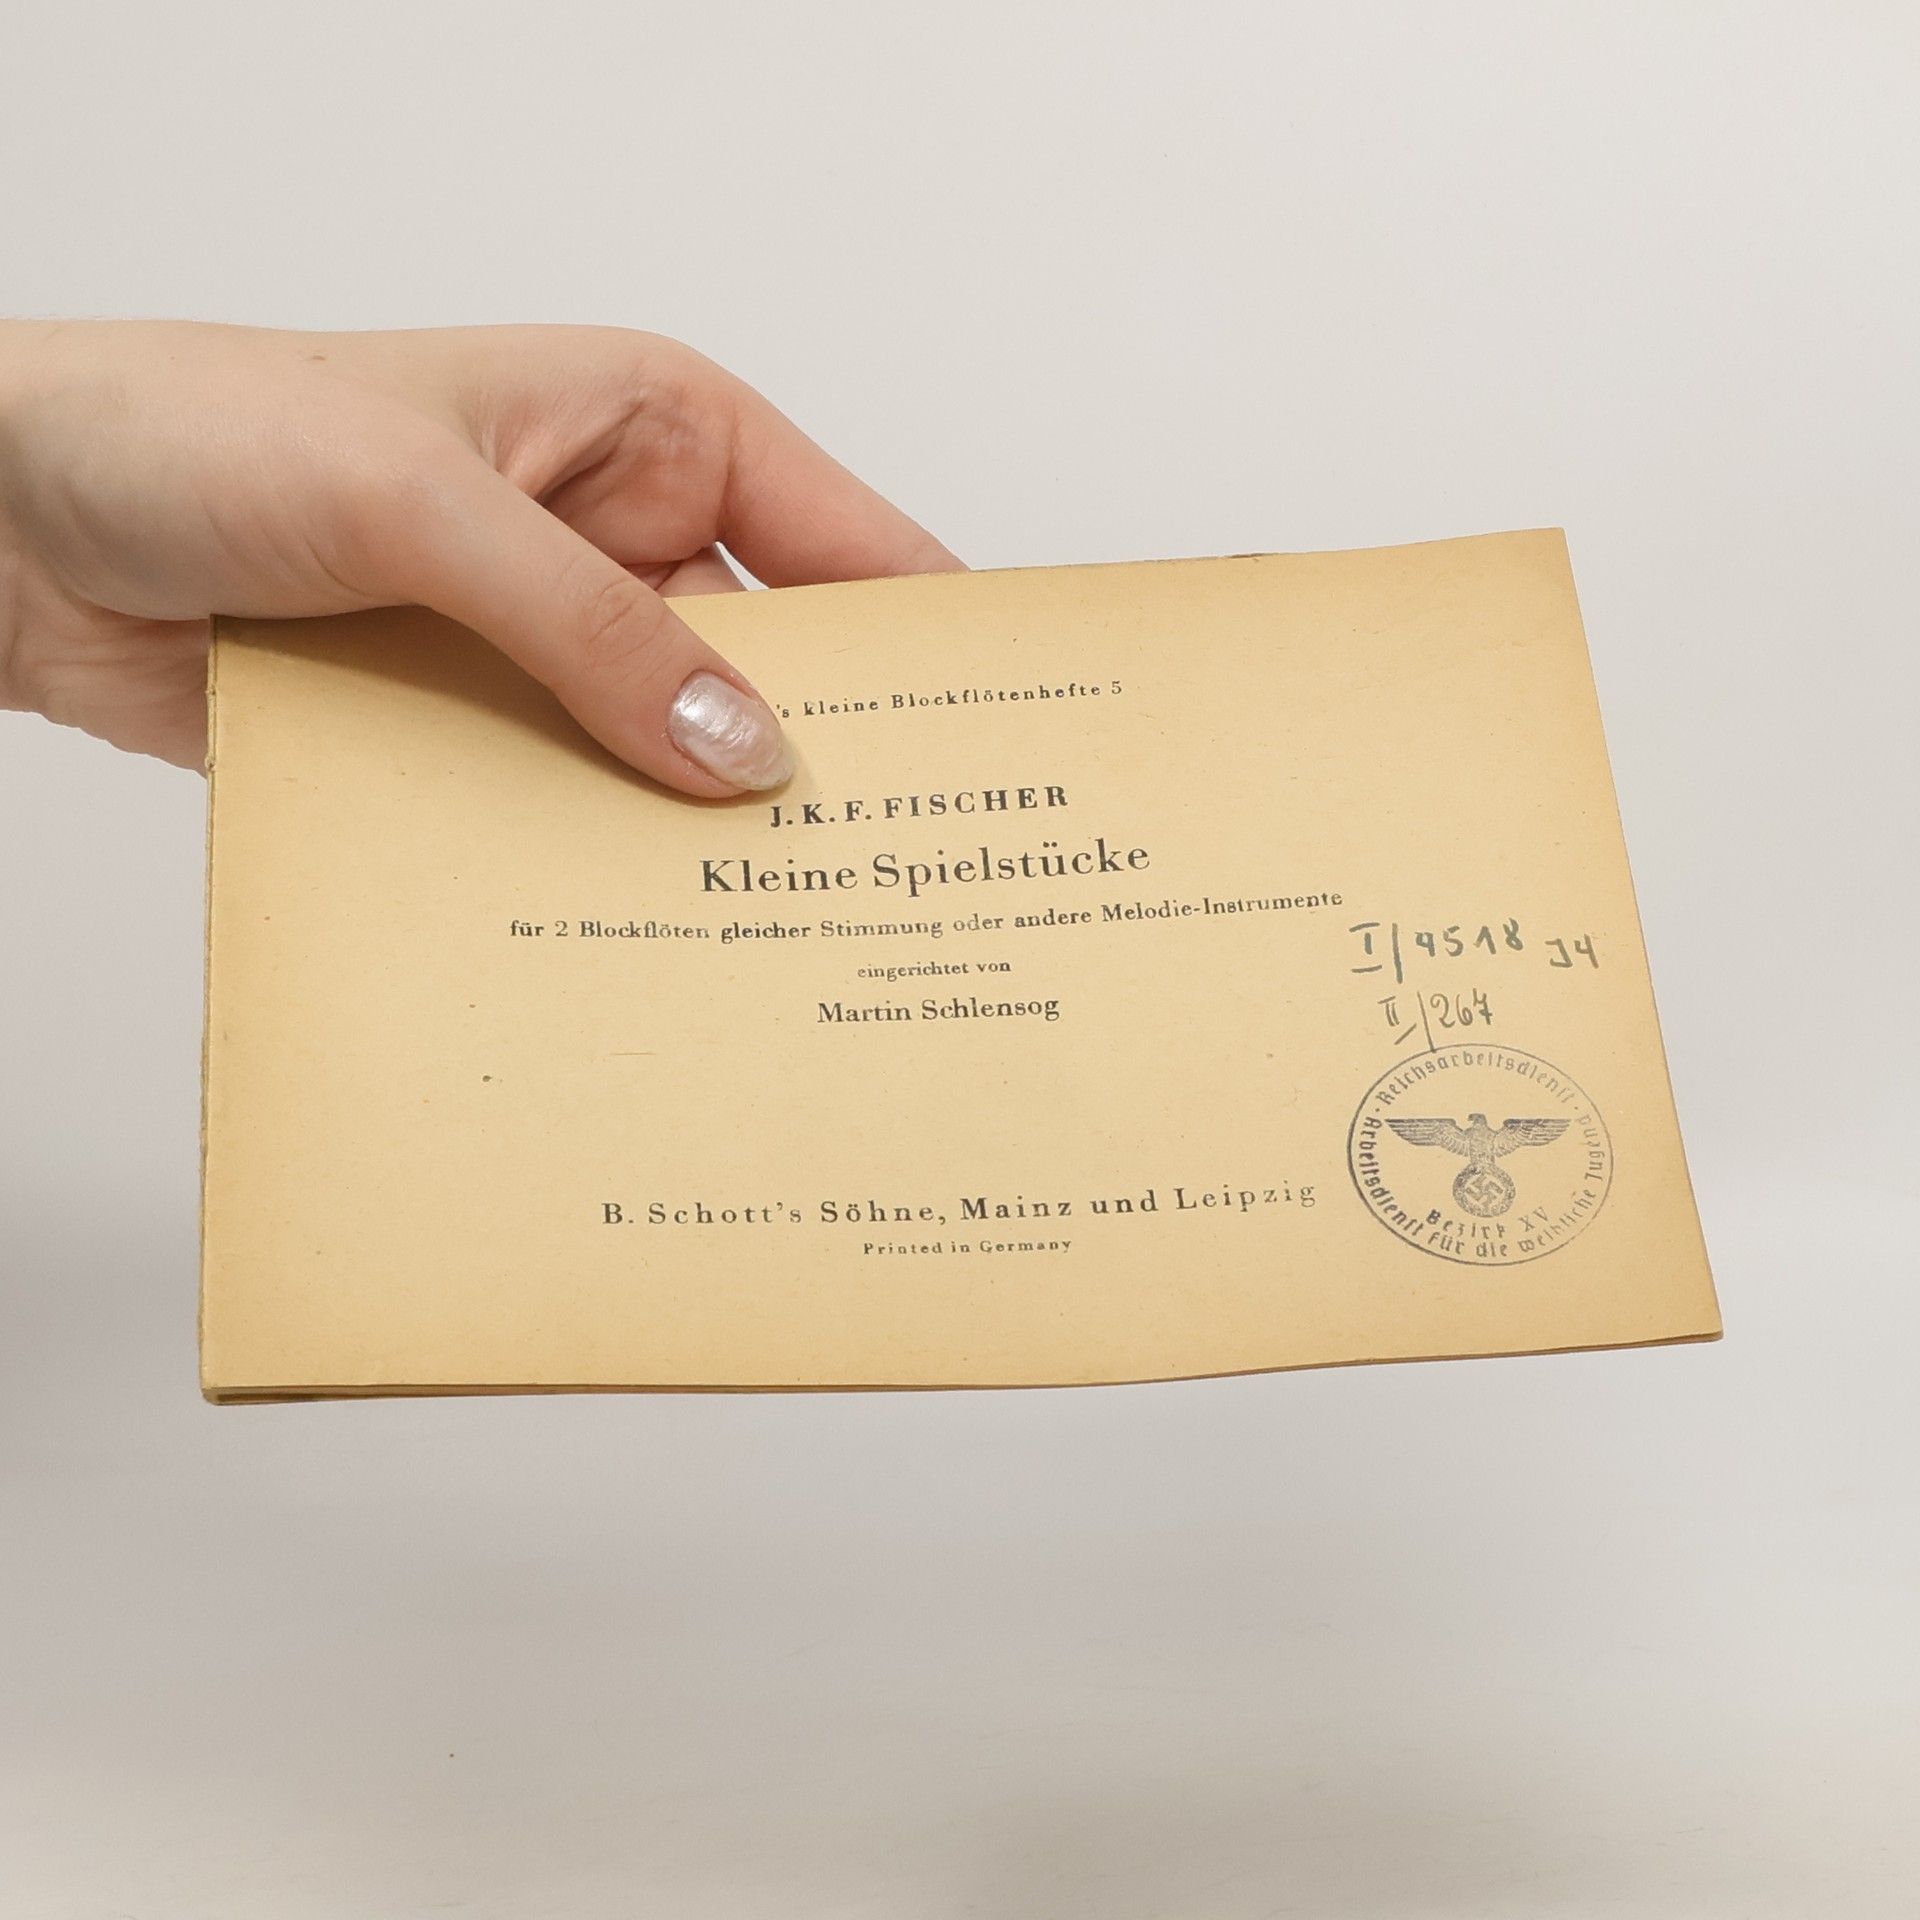 's kleine Blockflötenhefte 5
J. K. F. FISCHER
Kleine Spielstücke
für 2 Blockflöten gleicher Stimmung oder andere Melodie-Instrumente
eingerichtet von
Martin Schlensog
I/9518 J4
II/267
B. Schott's Söhne, Mainz und Leipzig
Printed in Germany
· Reichsarbeitsdienst ·
Arbeitsdienst für die weibliche Jugend
Bezirk XV